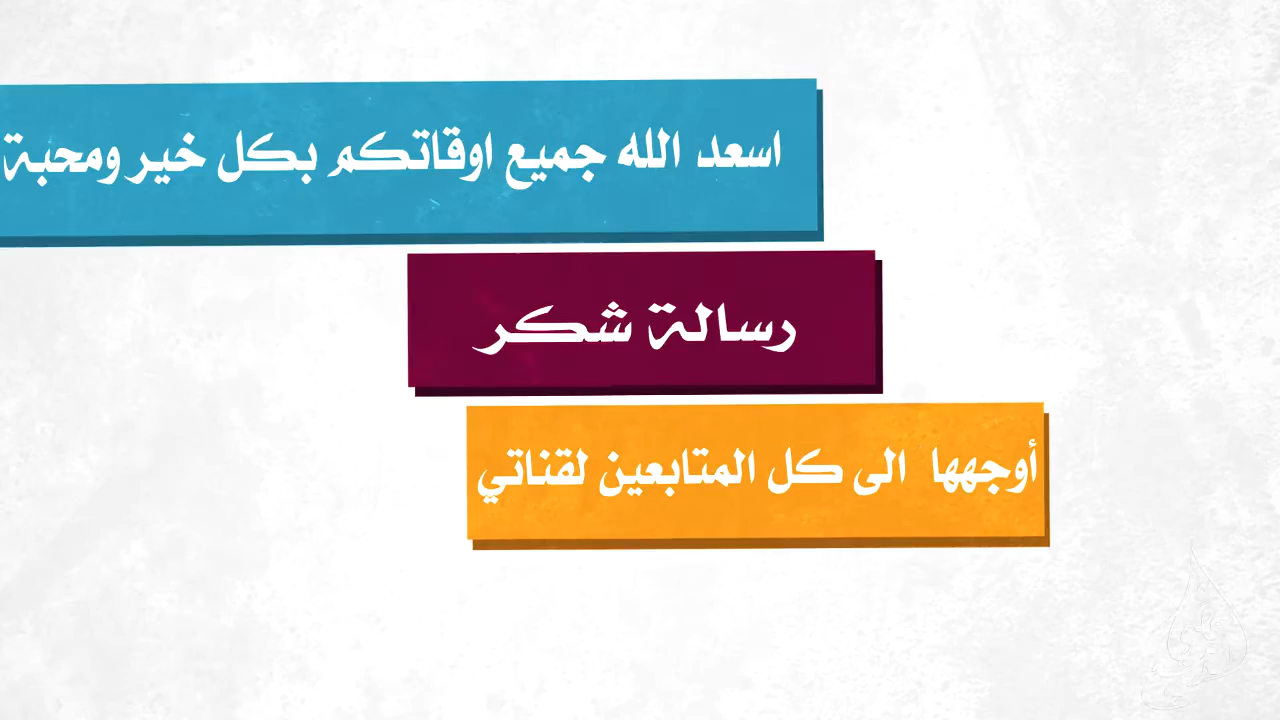 اسعد الله جميع اوقاتكم بكل خير ومحبة
رسالة شكر
أوجهها الى كل المتابعين لقناتي